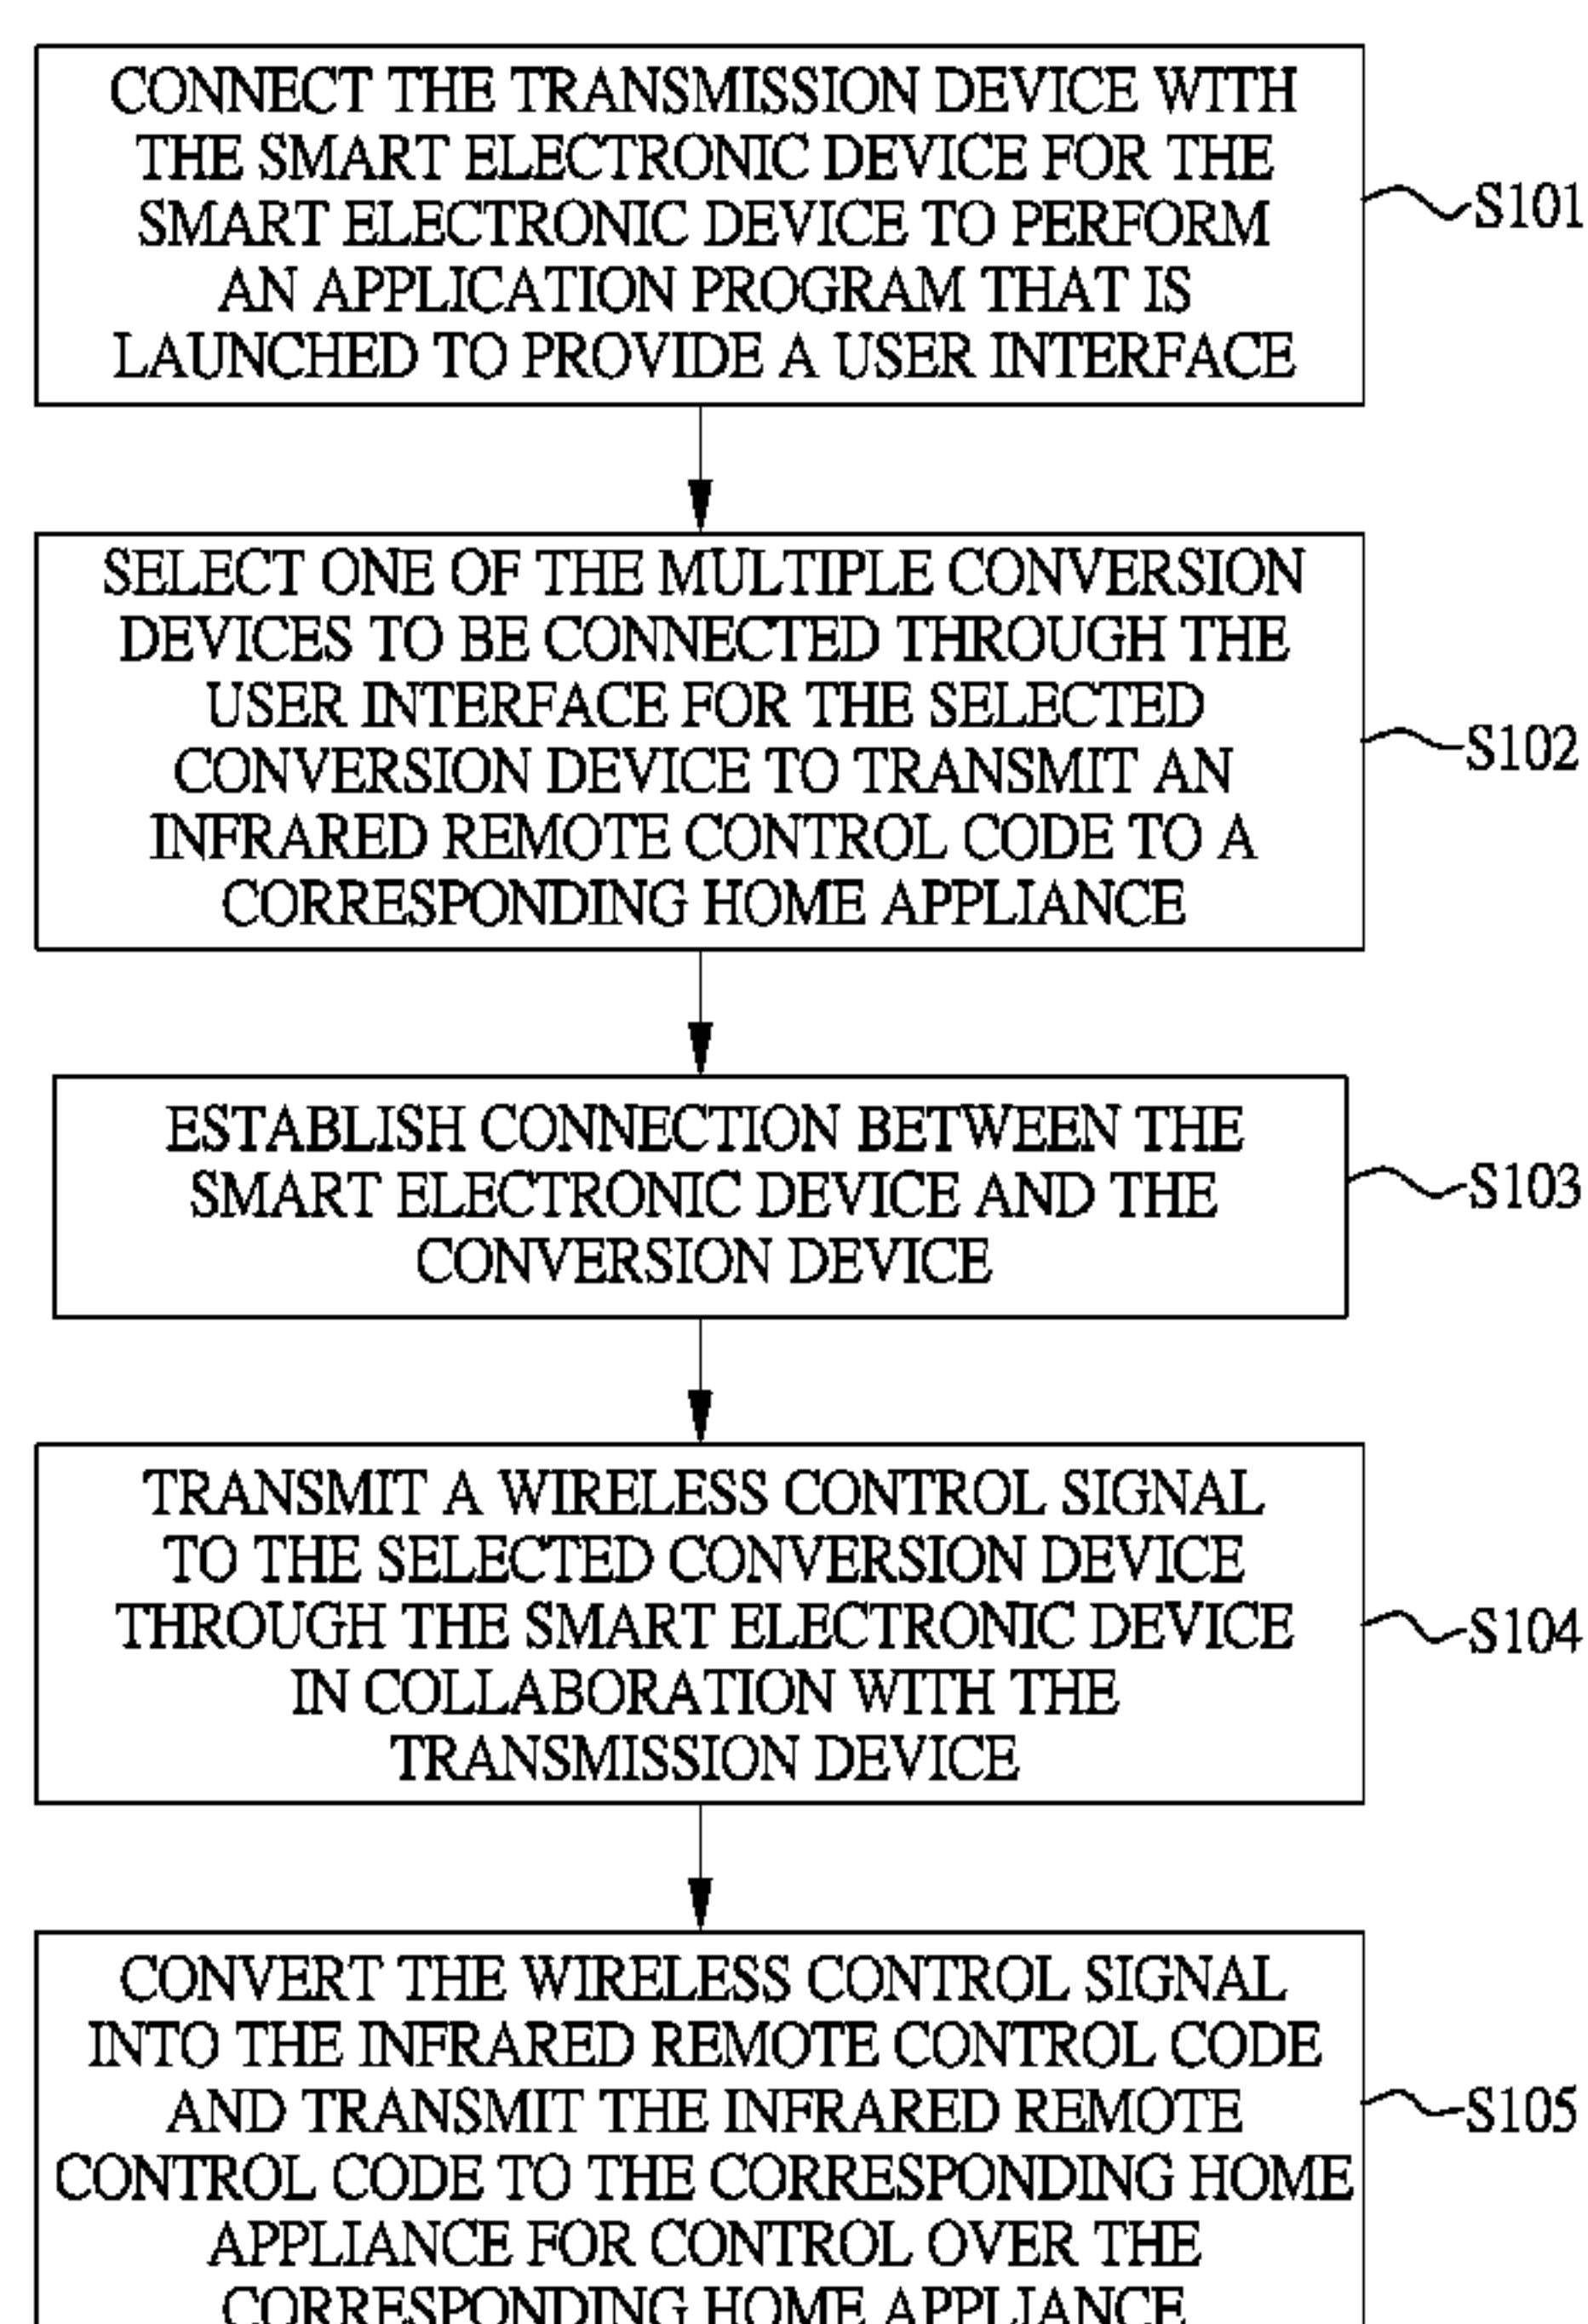 CONNECT THE TRANSMISSION DEVICE WITH
THE SMART ELECTRONIC DEVICE FOR THE
SMART ELECTRONIC DEVICE TO PERFORM
AN APPLICATION PROGRAM THAT IS
LAUNCHED TO PROVIDE A USER INTERFACE
S101
SELECT ONE OF THE MULTIPLE CONVERSION
DEVICES TO BE CONNECTED THROUGH THE
USER INTERFACE FOR THE SELECTED
CONVERSION DEVICE TO TRANSMIT AN
INFRARED REMOTE CONTROL CODE TO A
CORRESPONDING HOME APPLIANCE
S102
ESTABLISH CONNECTION BETWEEN THE
SMART ELECTRONIC DEVICE AND THE
CONVERSION DEVICE
S103
TRANSMIT A WIRELESS CONTROL SIGNAL
TO THE SELECTED CONVERSION DEVICE
THROUGH THE SMART ELECTRONIC DEVICE
IN COLLABORATION WITH THE
TRANSMISSION DEVICE
S104
CONVERT THE WIRELESS CONTROL SIGNAL
INTO THE INFRARED REMOTE CONTROL CODE
AND TRANSMIT THE INFRARED REMOTE
CONTROL CODE TO THE CORRESPONDING HOME
APPLIANCE FOR CONTROL OVER THE
CORRESPONDING HOME APPLIANCE
S105